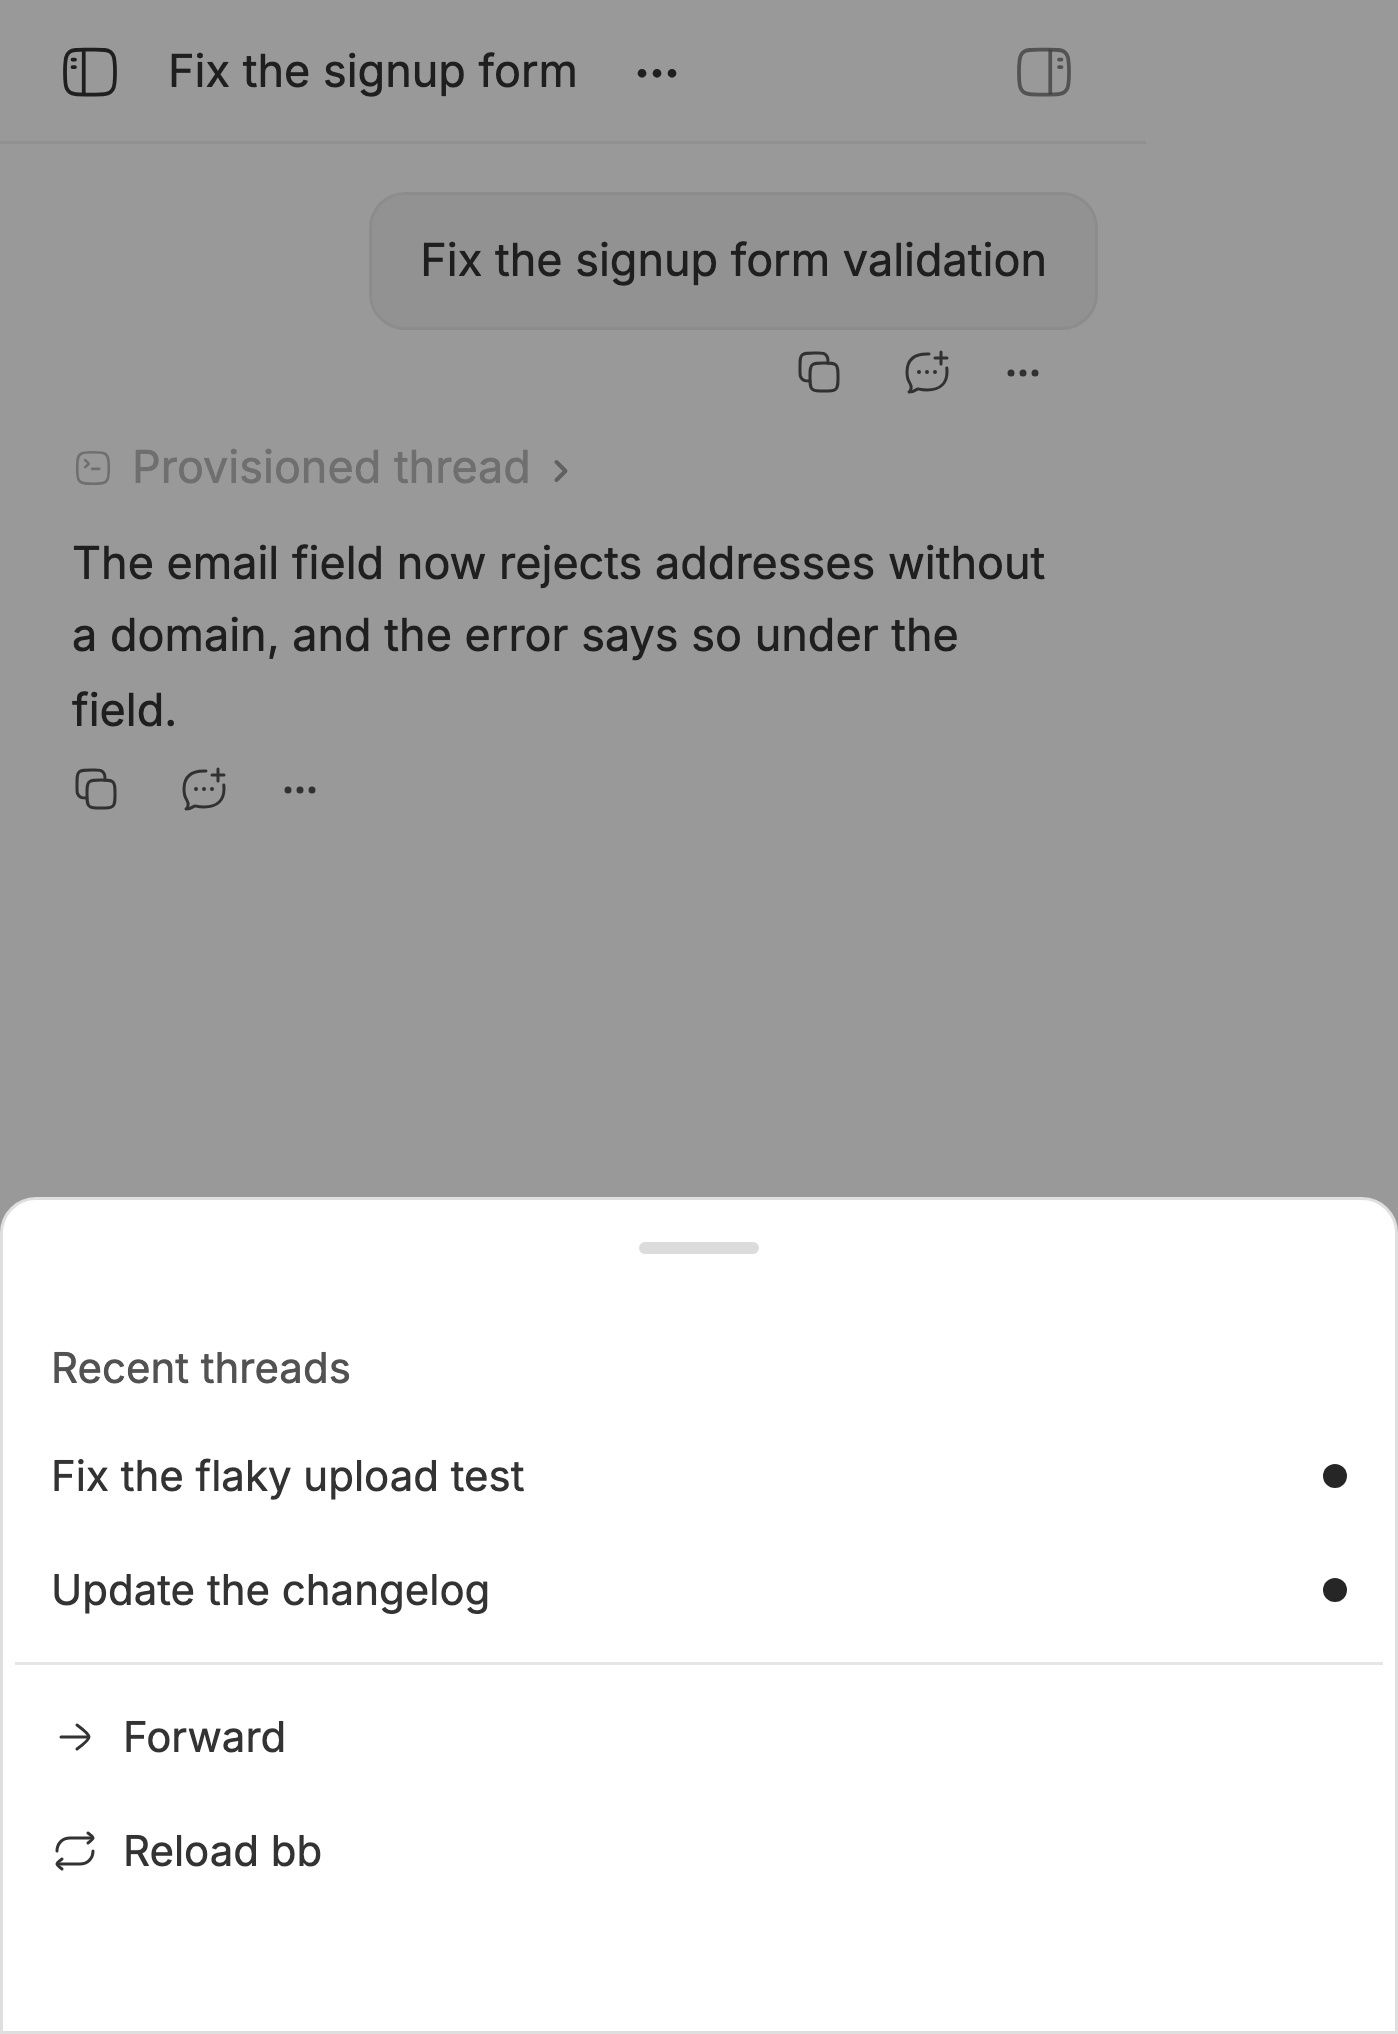 Fix the signup form
Fix the signup form validation
Provisioned thread
The email field now rejects addresses without
a domain, and the error says so under the
field.
Recent threads
Fix the flaky upload test
Update the changelog
Forward
Reload bb